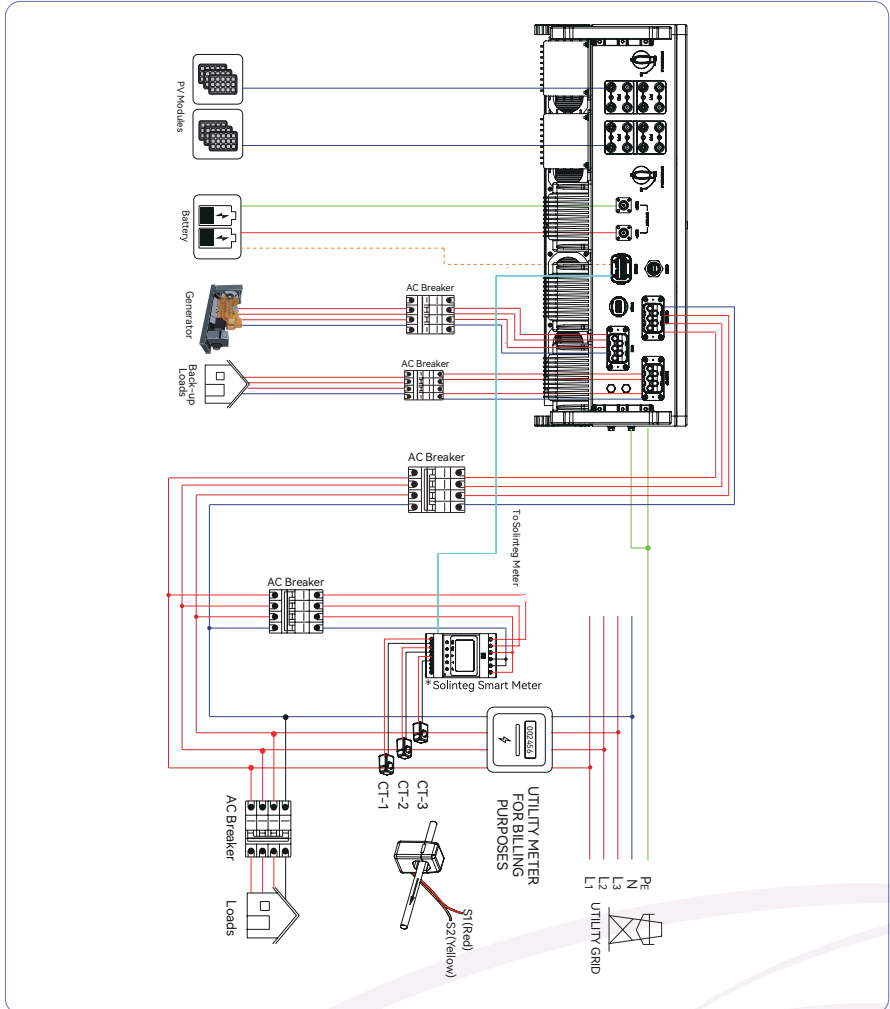 PV Modules
Battery
Generator
Back-up
Loads
AC Breaker
AC Breaker
AC Breaker
AC Breaker
To Solinteg Meter
*Solinteg Smart Meter
002456
UTILITY METER
FOR BILLING
PURPOSES
CT-3
CT-2
CT-1
AC Breaker
Loads
S1(Red)
S2(Yellow)
PE
N
L3
L2
L1
UTILITY GRID